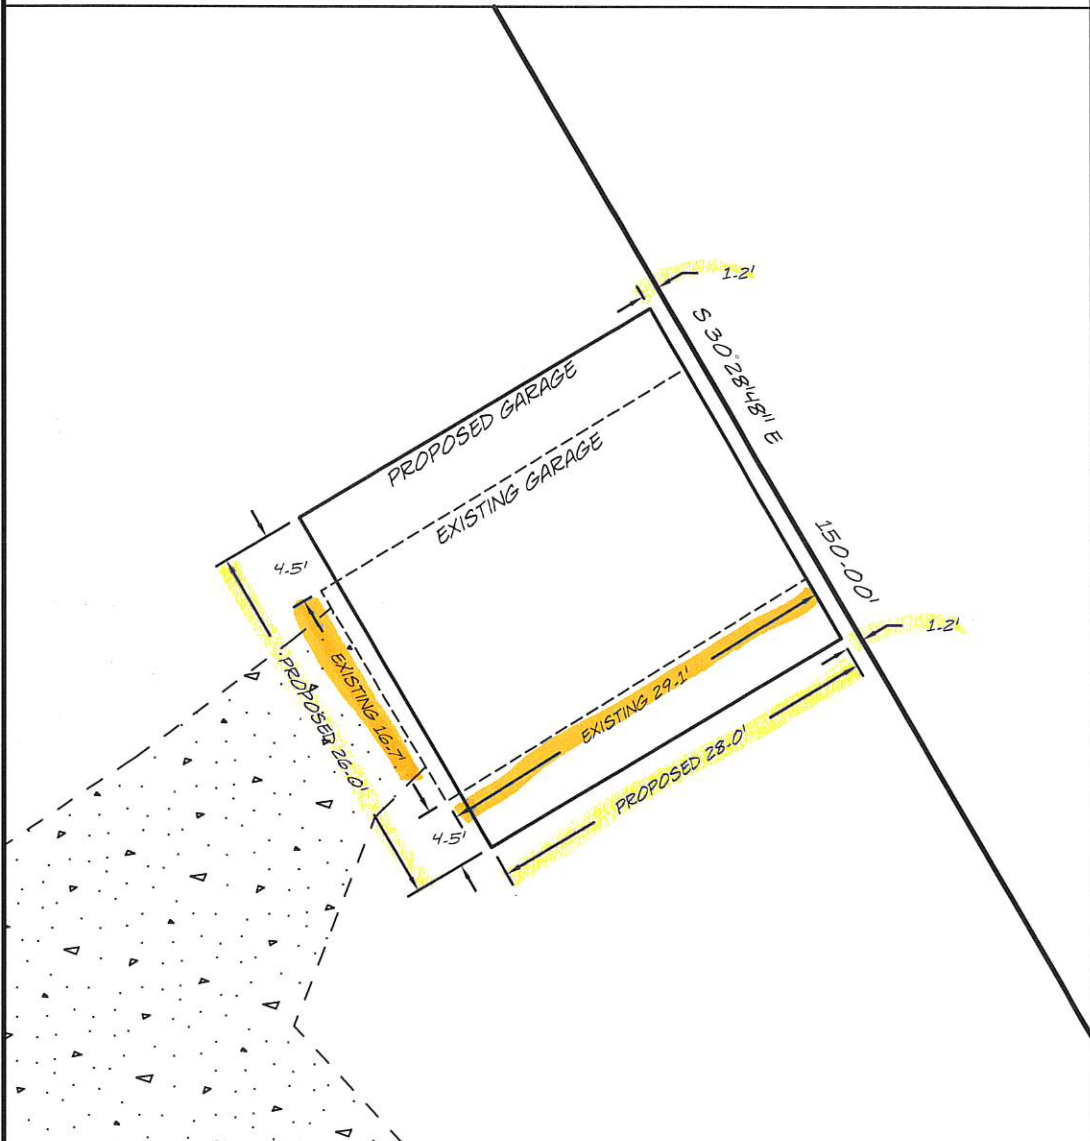 1-2'
S 30°28'48" E
PROPOSED GARAGE
EXISTING GARAGE
150-00'
4-5'
1-2'
EXISTING 16.7'
PROPOSED 26-0'
EXISTING 29-1'
PROPOSED 28-0'
4-5'